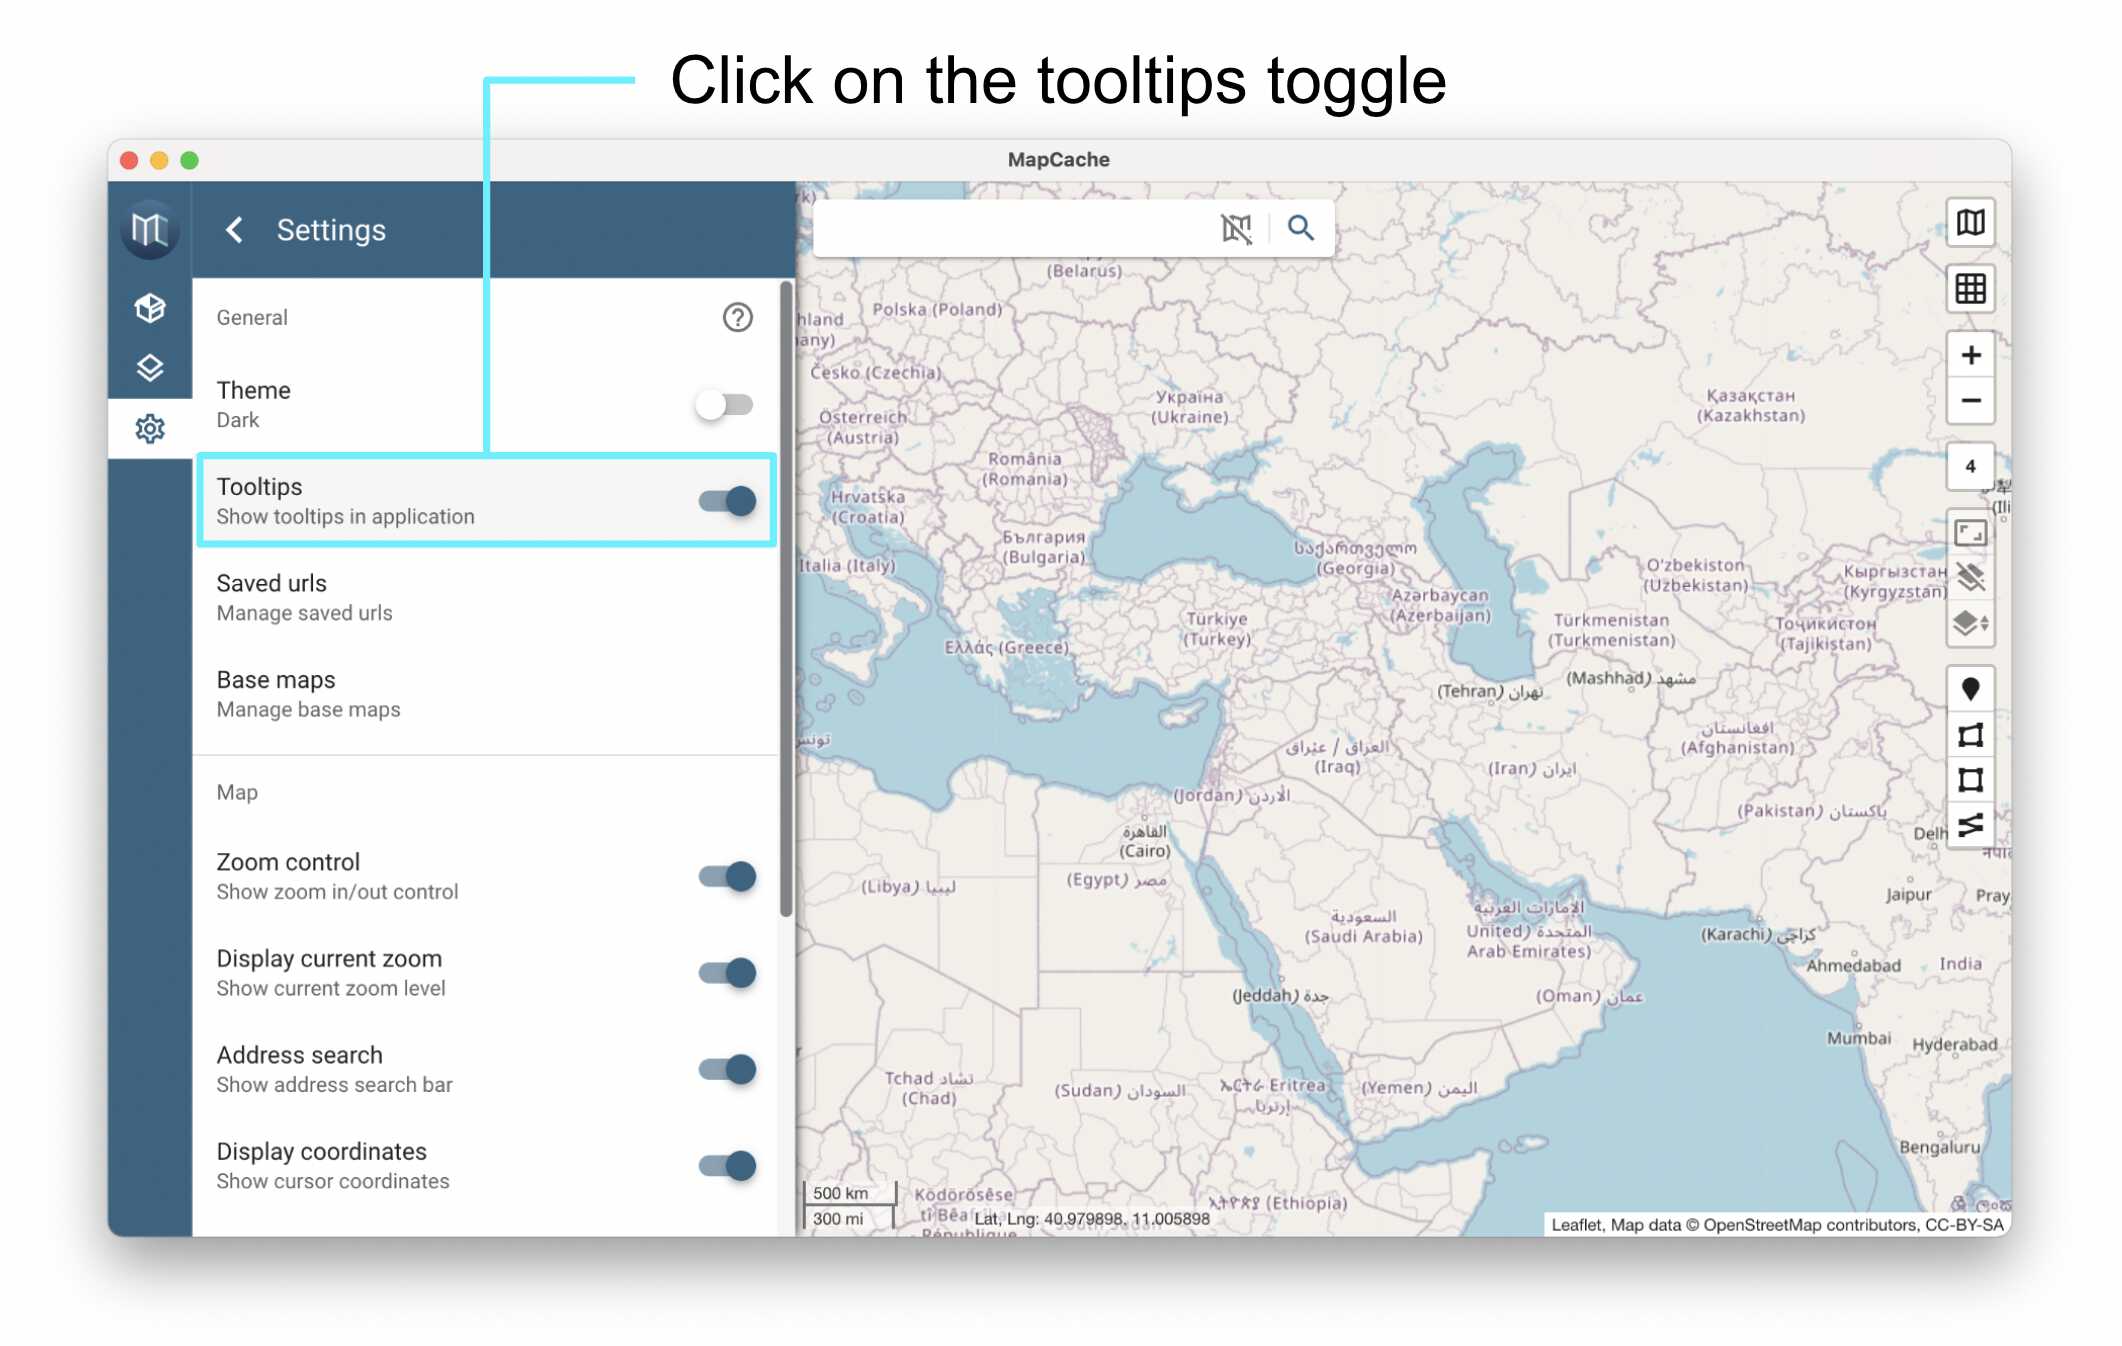 Click on the tooltips toggle
MapCache
Settings
General
Theme
Dark
Tooltips
Show tooltips in application
Saved urls
Manage saved urls
Base maps
Manage base maps
Map
Zoom control
Show zoom in/out control
Display current zoom
Show current zoom level
Address search
Show address search bar
Display coordinates
Show cursor coordinates
4
(Belarus)
Polska (Poland)
Česko (Czechia)
Österreich
(Austria)
Україна
(Ukraine)
Қазақстан
(Kazakhstan)
România
(Romania)
Hrvatska
(Croatia)
България
(Bulgaria)
Italia (Italy)
საქართველო
(Georgia)
Azərbaycan
(Azerbaijan)
Oʻzbekiston
(Uzbekistan)
Кыргызстан
(Kyrgyzstan)
Türkiye
(Turkey)
Türkmenistan
(Turkmenistan)
Тоҷикистон
(Tajikistan)
Ελλάς (Greece)
(Tehran) تهران
(Mashhad) مشهد
تونس
العراق / عێراق
(Iraq)
(Iran) ایران
افغانستان
(Afghanistan)
(Jordan) الأردن
(Pakistan) پاکستان
القاهرة
(Cairo)
(Libya) ليبيا
(Egypt) مصر
السعودية
(Saudi Arabia)
الإمارات العربية
United) المتحدة
Arab Emirates)
(Karachi) کراچی
Jaipur
Ahmedabad
India
(Jeddah) جدة
(Oman) عمان
Mumbai
Hyderabad
Tchad تشاد
(Chad)
(Sudan) السودان
ኤርትራ Eritrea
إرتريا
(Yemen) اليمن
Bengaluru
Ködörösêse
tî Bêafrîka
République
ኢትዮጵያ (Ethiopia)
500 km
300 mi
Lat, Lng: 40.979898, 11.005898
Leaflet, Map data © OpenStreetMap contributors, CC-BY-SA